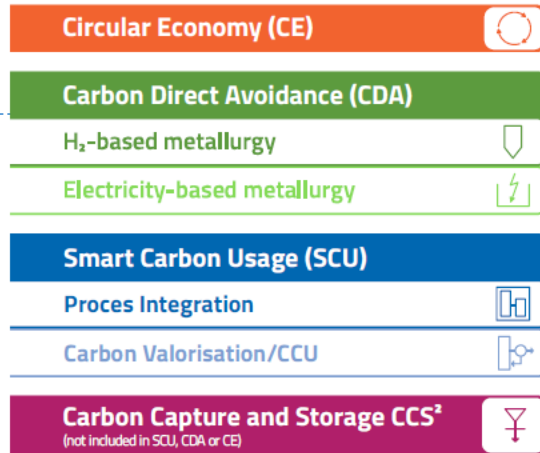 Circular Economy (CE)
Carbon Direct Avoidance (CDA)
H₂-based metallurgy
Electricity-based metallurgy
Smart Carbon Usage (SCU)
Proces Integration
Carbon Valorisation/CCU
Carbon Capture and Storage CCS²
(not included in SCU, CDA or CE)